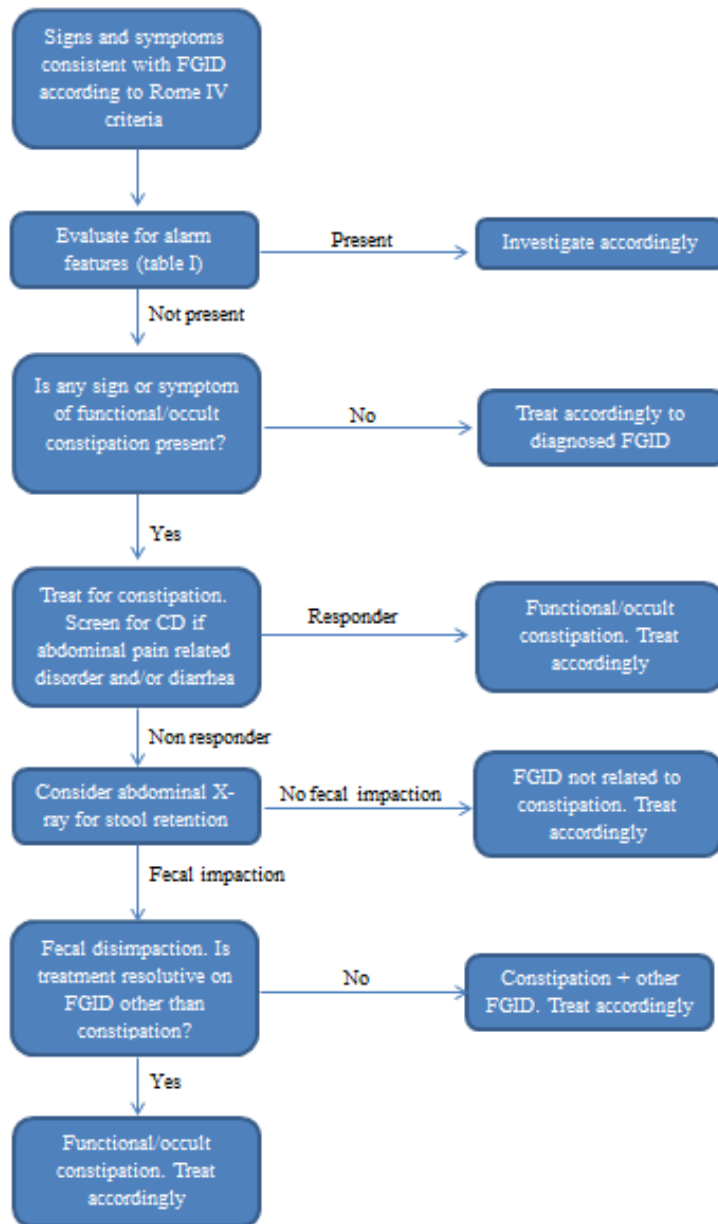 Signs and symptoms
consistent with FGID
according to Rome IV
criteria
Evaluate for alarm
features (table I)
Present
Investigate accordingly
Not present
Is any sign or symptom
of functional/occult
constipation present?
No
Treat accordingly to
diagnosed FGID
Yes
Treat for constipation.
Screen for CD if
abdominal pain related
disorder and/or diarrhea
Responder
Functional/occult
constipation. Treat
accordingly
Non responder
Consider abdominal X-
ray for stool retention
No fecal impaction
FGID not related to
constipation. Treat
accordingly
Fecal impaction
Fecal disimpaction. Is
treatment resolutive on
FGID other than
constipation?
No
Constipation + other
FGID. Treat accordingly
Yes
Functional/occult
constipation. Treat
accordingly